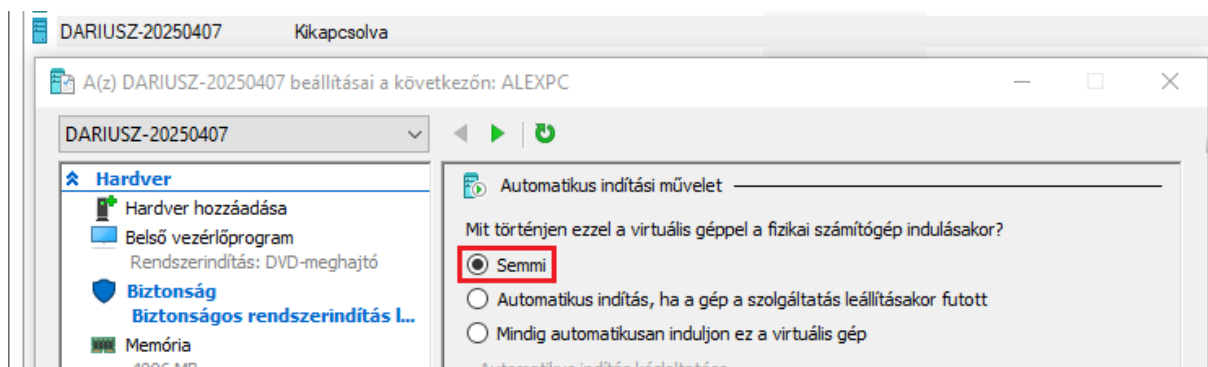 DARIUSZ-20250407 Kikapcsolva
A(z) DARIUSZ-20250407 beállításai a következőn: ALEXPC
DARIUSZ-20250407
Hardver
Hardver hozzáadása
Belső vezérlőprogram
Rendszerindítás: DVD-meghajtó
Biztonság
Biztonságos rendszerindítás l...
Memória
Automatikus indítási művelet
Mit történjen ezzel a virtuális géppel a fizikai számítógép indulásakor?
Semmi
Automatikus indítás, ha a gép a szolgáltatás leállításakor futott
Mindig automatikusan induljon ez a virtuális gép